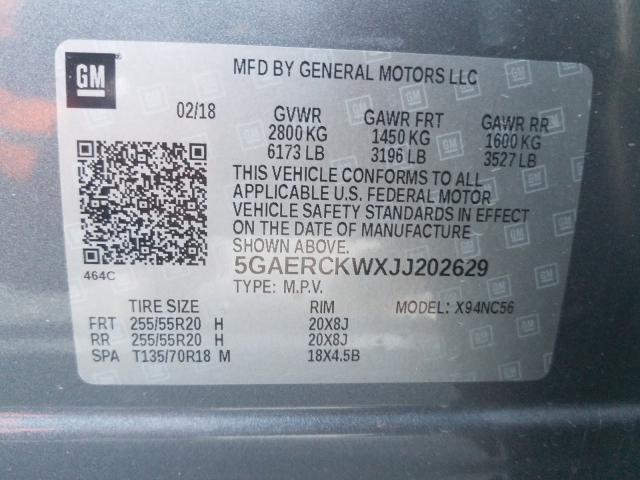 GM
MFD BY GENERAL MOTORS LLC
02/18 GVWR GAWR FRT GAWR RR
2800 KG 1450 KG 1600 KG
6173 LB 3196 LB 3527 LB
THIS VEHICLE CONFORMS TO ALL
APPLICABLE U.S. FEDERAL MOTOR
VEHICLE SAFETY STANDARDS IN EFFECT
ON THE DATE OF MANUFACTURE
SHOWN ABOVE.
464C 5GAERCKWXJJ202629
TYPE: M.P.V.
TIRE SIZE RIM MODEL: X94NC56
FRT 255/55R20 H 20X8J
RR 255/55R20 H 20X8J
SPA T135/70R18 M 18X4.5B